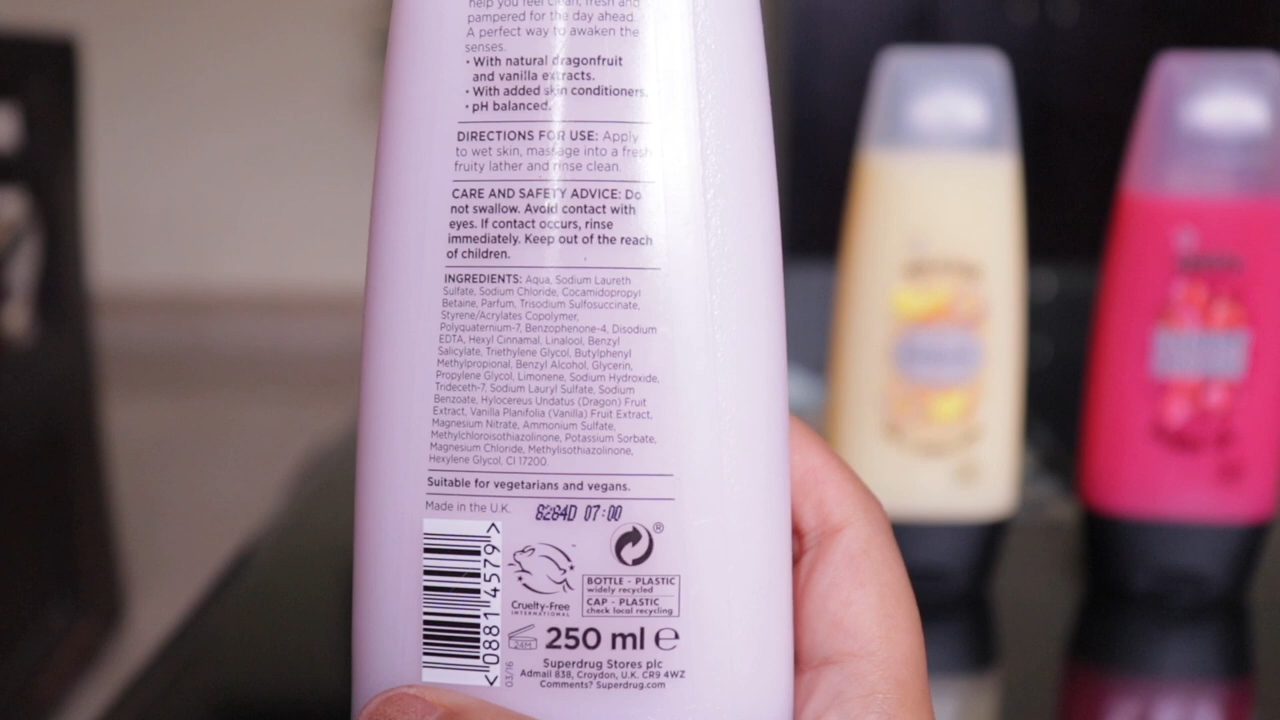 help you feel clean, fresh and
pampered for the day ahead.
A perfect way to awaken the
senses.
• With natural dragonfruit
and vanilla extracts.
• With added skin conditioners.
• pH balanced.
DIRECTIONS FOR USE: Apply
to wet skin, massage into a fresh
fruity lather and rinse clean.
CARE AND SAFETY ADVICE: Do
not swallow. Avoid contact with
eyes. If contact occurs, rinse
immediately. Keep out of the reach
of children.
INGREDIENTS: Aqua, Sodium Laureth
Sulfate, Sodium Chloride, Cocamidopropyl
Betaine, Parfum, Trisodium Sulfosuccinate,
Styrene/Acrylates Copolymer,
Polyquaternium-7, Benzophenone-4, Disodium
EDTA, Hexyl Cinnamal, Linalool, Benzyl
Salicylate, Triethylene Glycol, Butylphenyl
Methylpropional, Benzyl Alcohol, Glycerin,
Propylene Glycol, Limonene, Sodium Hydroxide,
Trideceth-7, Sodium Lauryl Sulfate, Sodium
Benzoate, Hylocereus Undatus (Dragon) Fruit
Extract, Vanilla Planifolia (Vanilla) Fruit Extract,
Magnesium Nitrate, Ammonium Sulfate,
Methylchloroisothiazolinone, Potassium Sorbate,
Magnesium Chloride, Methylisothiazolinone,
Hexylene Glycol, CI 17200.
Suitable for vegetarians and vegans.
Made in the U.K. 8284D 07:00
<0881 4579>
Cruelty-Free
INTERNATIONAL
®
BOTTLE - PLASTIC
widely recycled
CAP - PLASTIC
check local recycling
03/16
24M
250 ml e
Superdrug Stores plc
Admail 838, Croydon, U.K. CR9 4WZ
Comments? Superdrug.com